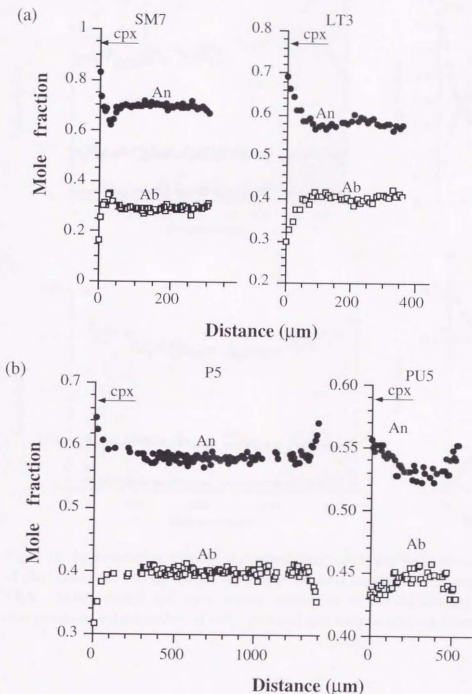 (a)
SM7
LT3
cpx
cpx
1
0.8
0.6
0.4
0.2
0
0.8
0.7
0.6
0.5
0.4
0.3
0.2
An
Ab
An
Ab
Mole fraction
0
200
0
200
400
Distance (μm)
(b)
P5
PU5
cpx
cpx
0.7
0.6
0.5
0.4
0.3
0.60
0.55
0.50
0.45
0.40
An
Ab
An
Ab
Mole fraction
0
500
1000
0
500
Distance (μm)